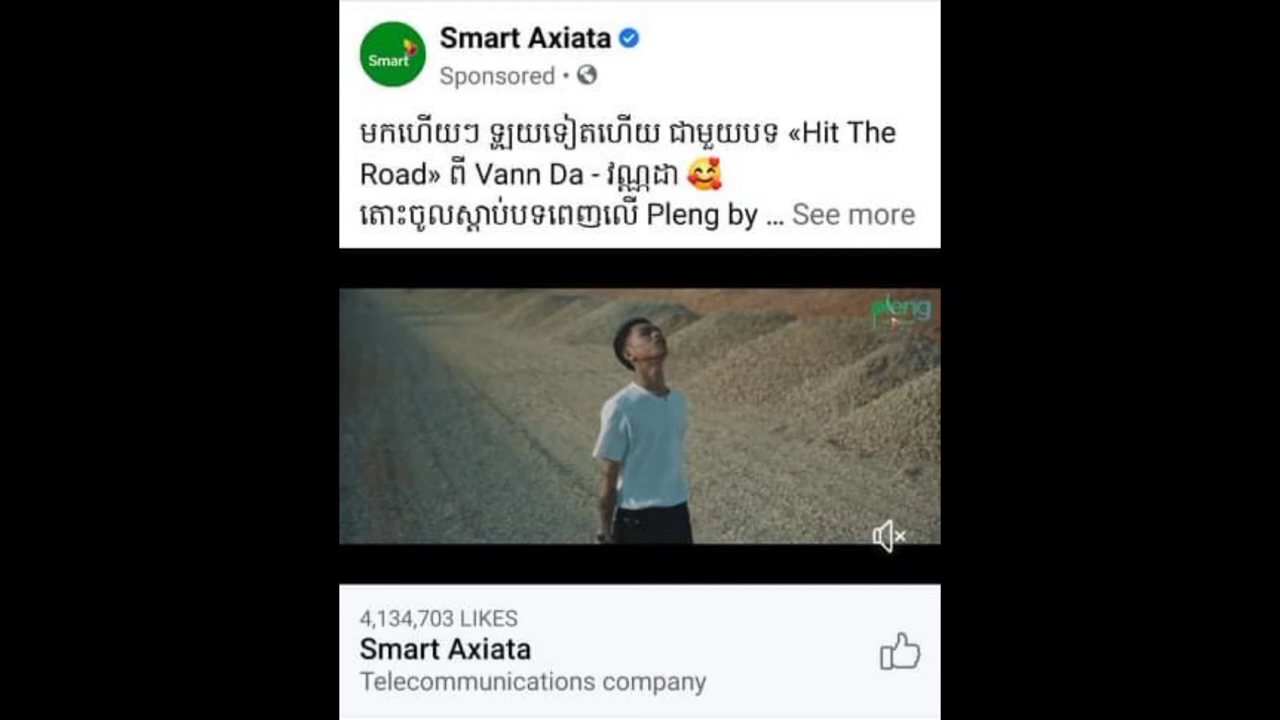 Smart
Smart Axiata
Sponsored ·
មកហើយៗ ឡូយទៀតហើយ ជាមួយបទ «Hit The
Road» ពី Vann Da - វណ្ណដា 🥰
តោះចូលស្តាប់បទពេញលើ Pleng by ... See more
pleng
4,134,703 LIKES
Smart Axiata
Telecommunications company